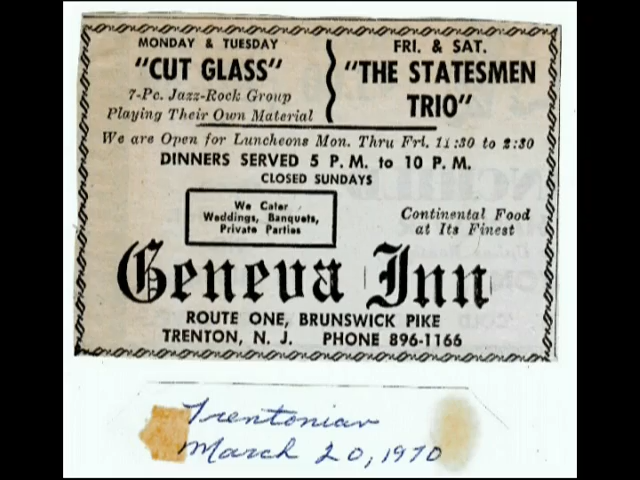 MONDAY & TUESDAY
"CUT GLASS"
7-Pc. Jazz-Rock Group
Playing Their Own Material
FRI. & SAT.
"THE STATESMEN
TRIO"
We are Open for Luncheons Mon. Thru Fri. 11:30 to 2:30
DINNERS SERVED 5 P. M. to 10 P. M.
CLOSED SUNDAYS
We Cater
Weddings, Banquets,
Private Parties
Continental Food
at Its Finest
Geneva Inn
ROUTE ONE, BRUNSWICK PIKE
TRENTON, N. J. PHONE 896-1166
Trentonian
March 20, 1970